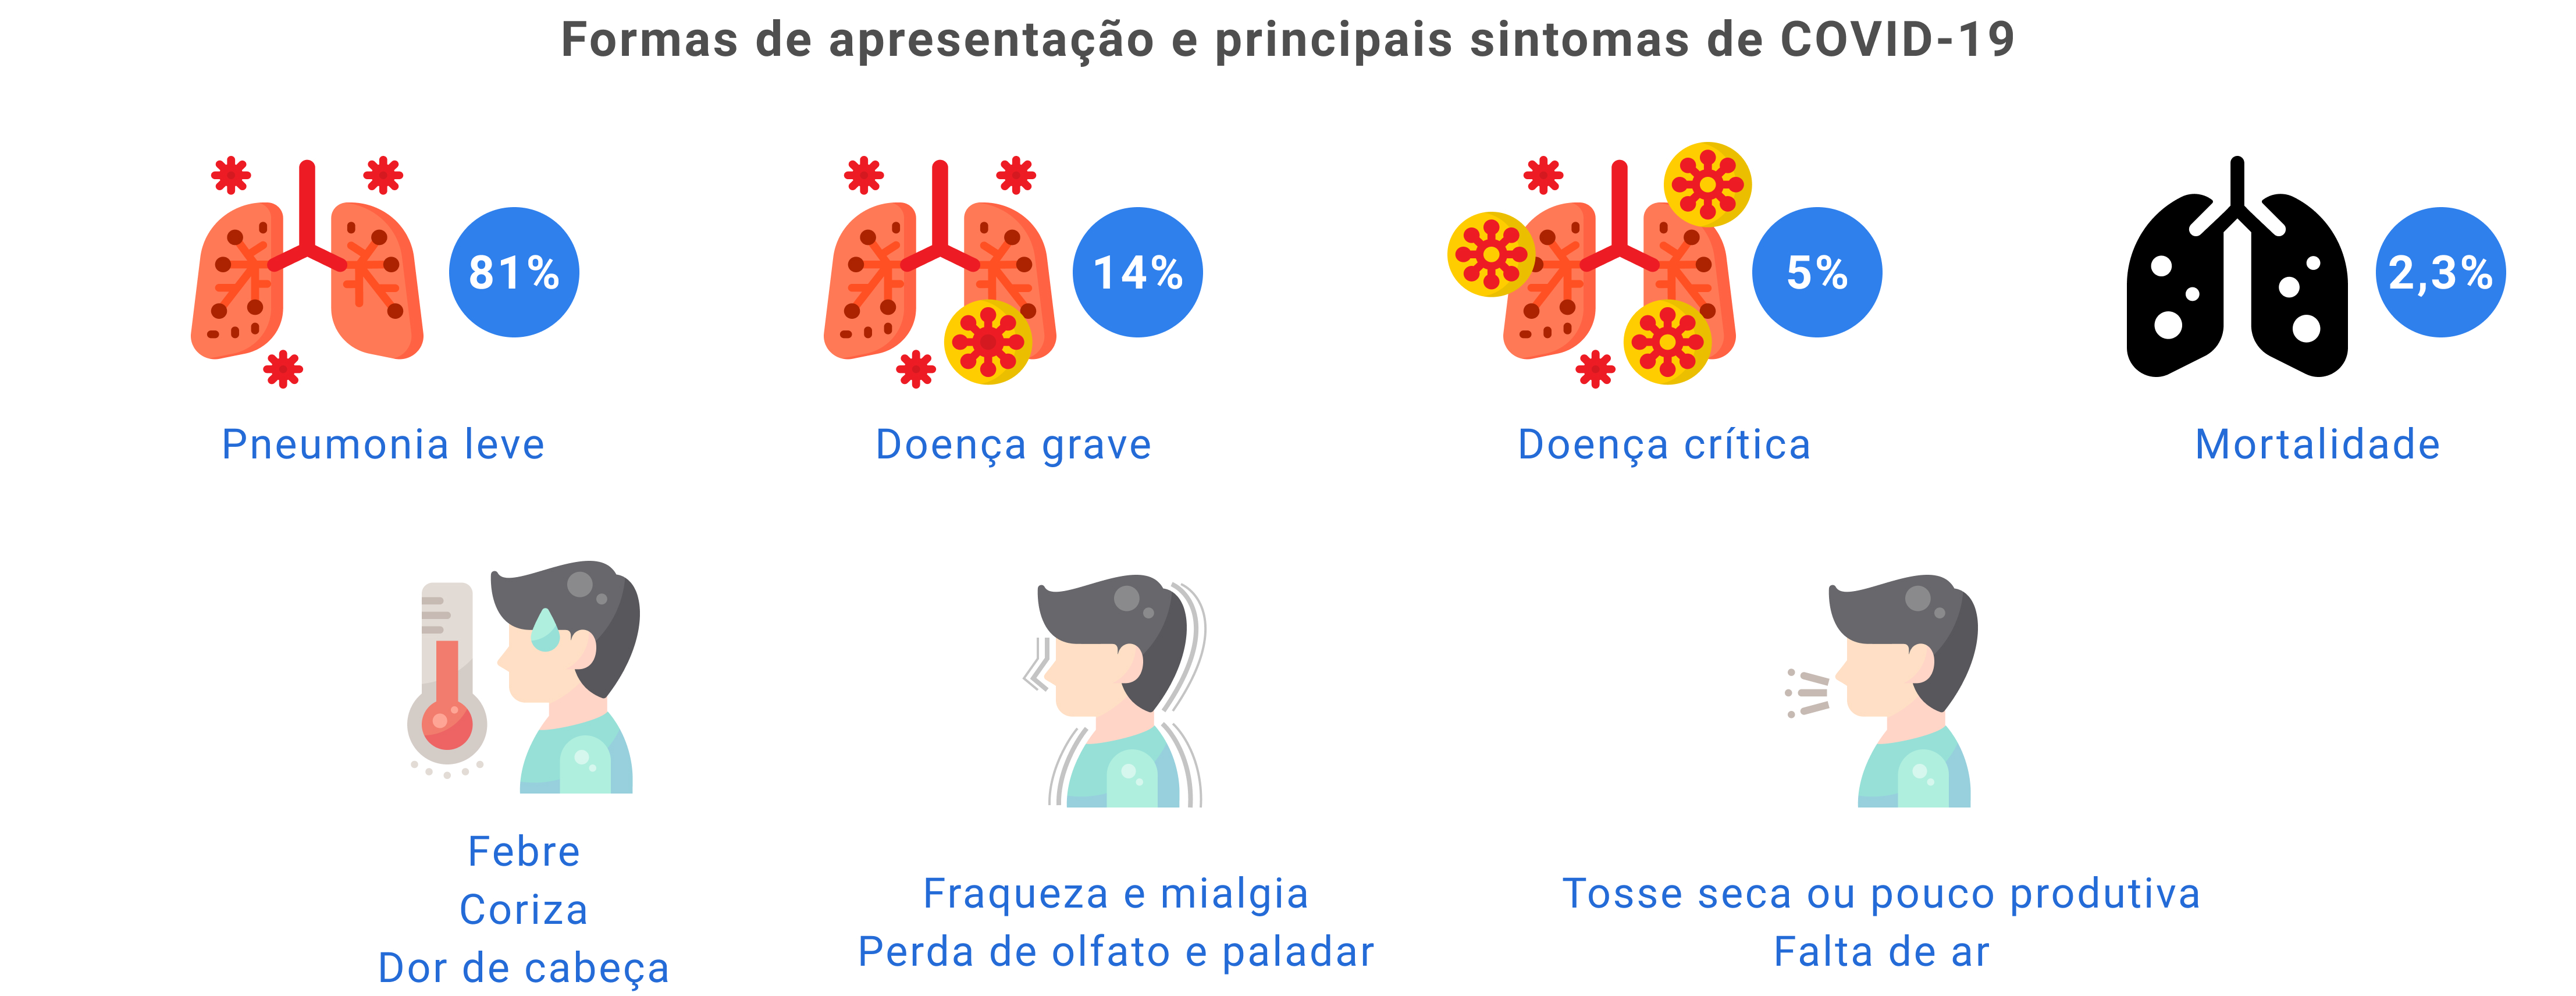 Formas de apresentação e principais sintomas de COVID-19
81%
14%
5%
2,3%
Pneumonia leve
Doença grave
Doença crítica
Mortalidade
Febre
Coriza
Dor de cabeça
Fraqueza e mialgia
Perda de olfato e paladar
Tosse seca ou pouco produtiva
Falta de ar